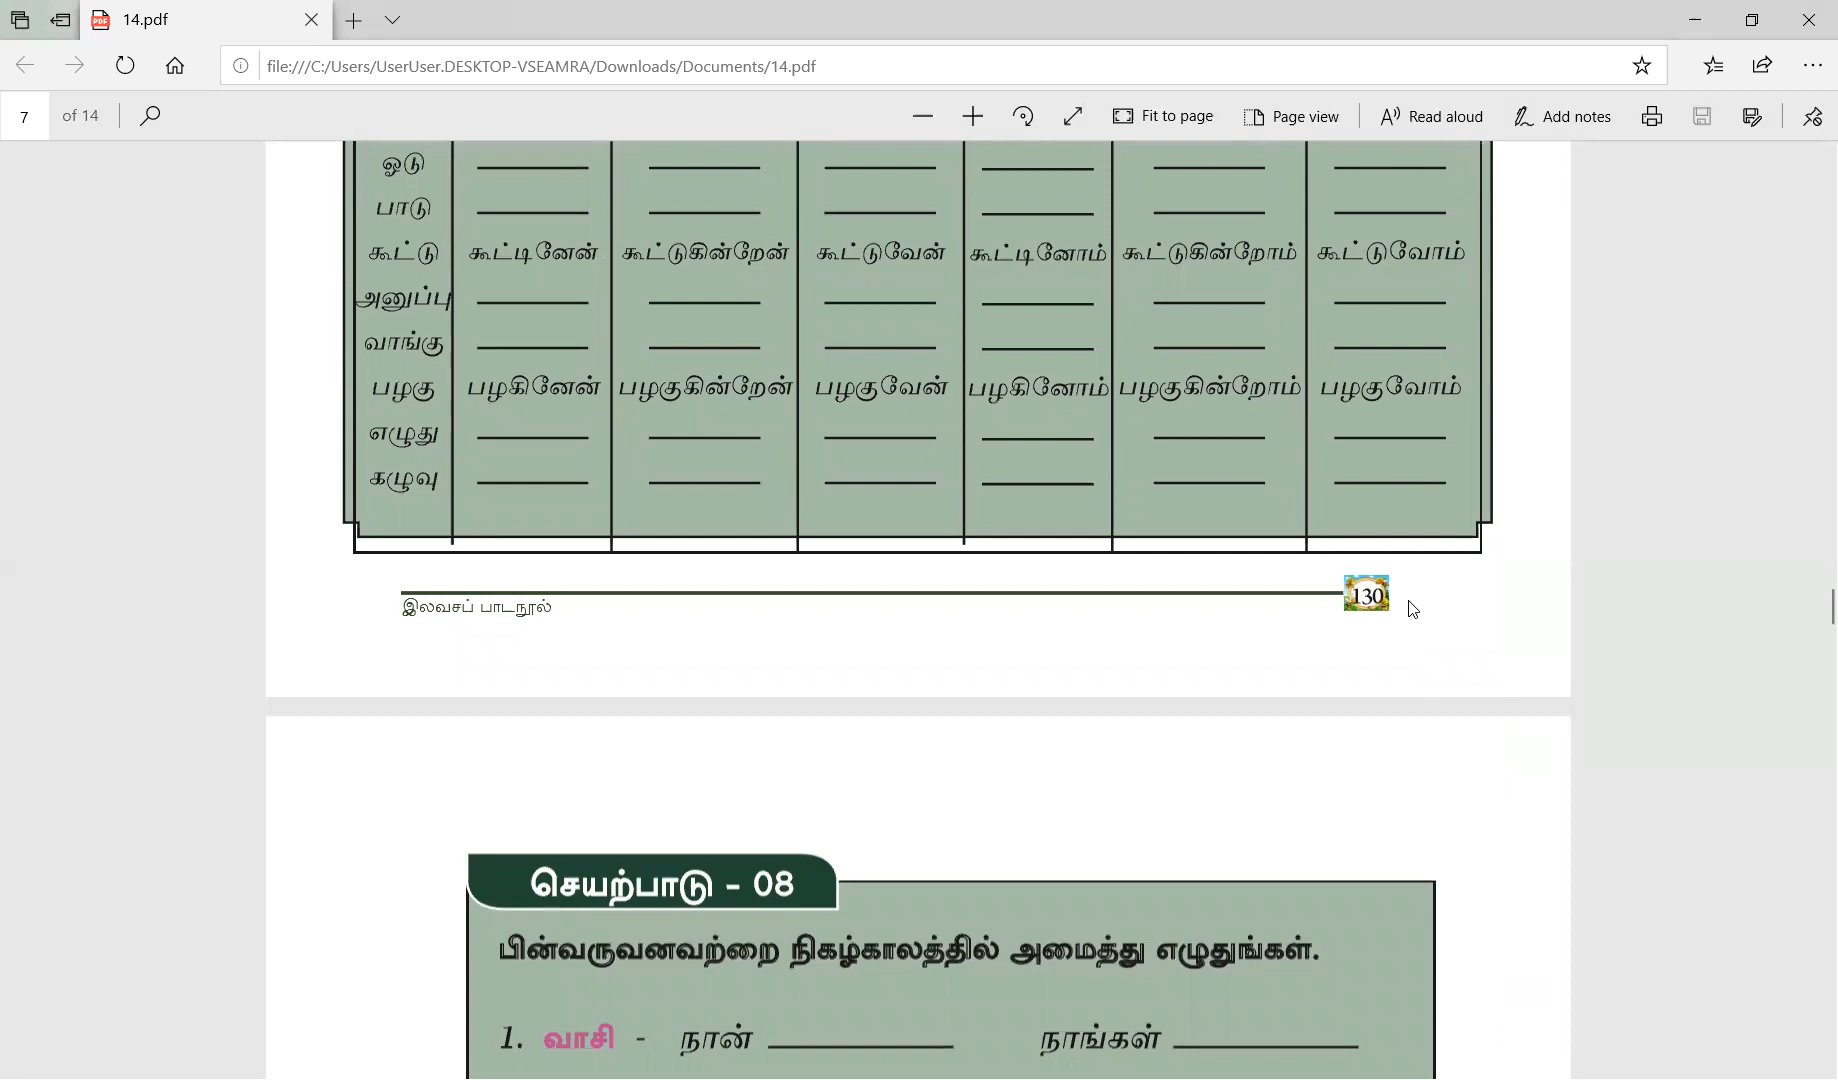 14.pdf
file:///C:/Users/UserUser.DESKTOP-VSEAMRA/Downloads/Documents/14.pdf
7 of 14 Fit to page Page view Read aloud Add notes
ஓடு
பாடு
கூட்டு கூட்டினேன் கூட்டுகின்றேன் கூட்டுவேன் கூட்டினோம் கூட்டுகின்றோம் கூட்டுவோம்
அனுப்பு
வாங்கு
பழகு பழகினேன் பழகுகின்றேன் பழகுவேன் பழகினோம் பழகுகின்றோம் பழகுவோம்
எழுது
கழுவு
130
இலவசப் பாடநூல்
செயற்பாடு - 08
பின்வருவனவற்றை நிகழ்காலத்தில் அமைத்து எழுதுங்கள்.
1. வாசி - நான் ________ நாங்கள் ________